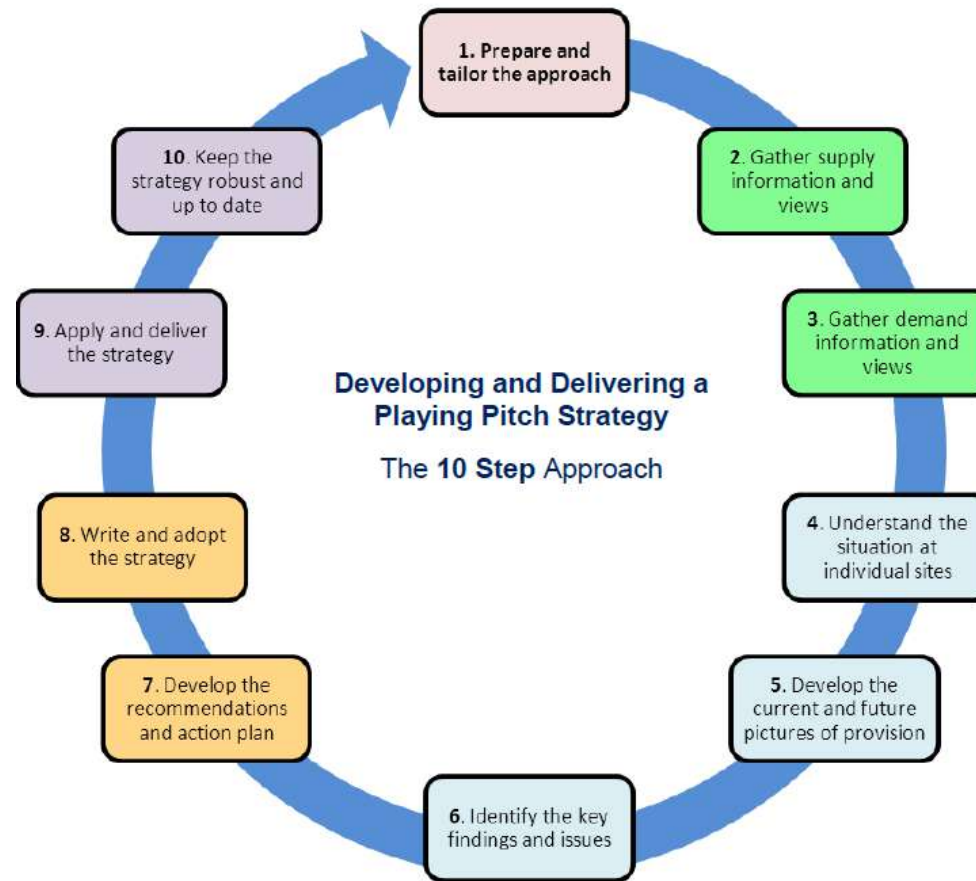 1. Prepare and
tailor the approach
2. Gather supply
information and
views
3. Gather demand
information and
views
4. Understand the
situation at
individual sites
5. Develop the
current and future
pictures of provision
6. Identify the key
findings and issues
7. Develop the
recommendations
and action plan
8. Write and adopt
the strategy
9. Apply and deliver
the strategy
10. Keep the
strategy robust and
up to date
Developing and Delivering a
Playing Pitch Strategy
The 10 Step Approach